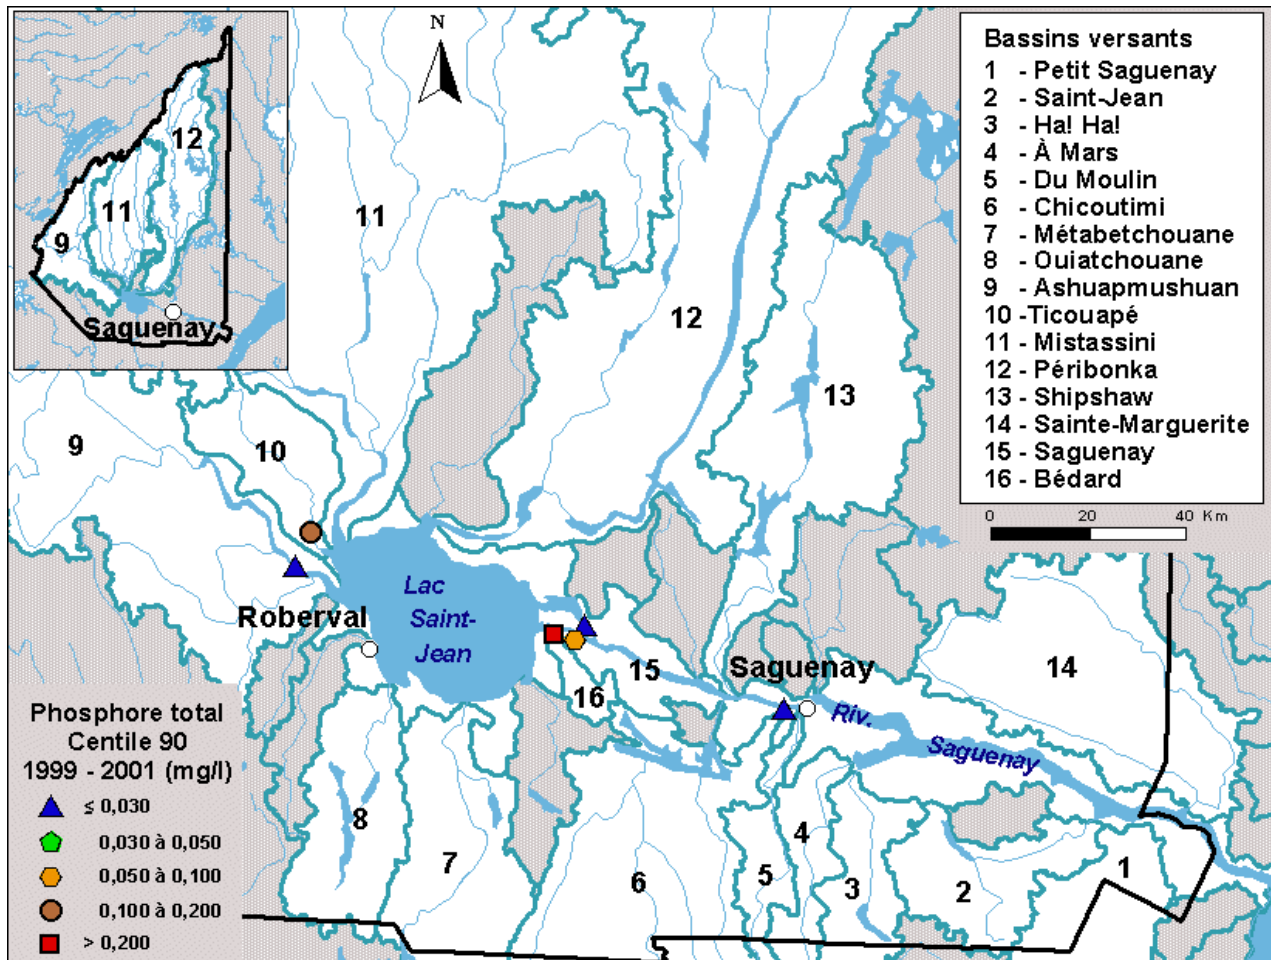 N
Bassins versants
1 - Petit Saguenay
2 - Saint-Jean
3 - Ha! Ha!
4 - À Mars
5 - Du Moulin
6 - Chicoutimi
7 - Métabetchouane
8 - Ouiatchouane
9 - Ashuapmushuan
10 -Ticouapé
11 - Mistassini
12 - Péribonka
13 - Shipshaw
14 - Sainte-Marguerite
15 - Saguenay
16 - Bédard
0 20 40 Km
12
11
9
Saguenay
11
12
13
9
10
Lac
Saint-
Jean
Roberval
15
16
Saguenay
14
Riv.
Saguenay
8
7
6
5
4
3
2
1
Phosphore total
Centile 90
1999 - 2001 (mg/l)
≤ 0,030
0,030 à 0,050
0,050 à 0,100
0,100 à 0,200
> 0,200